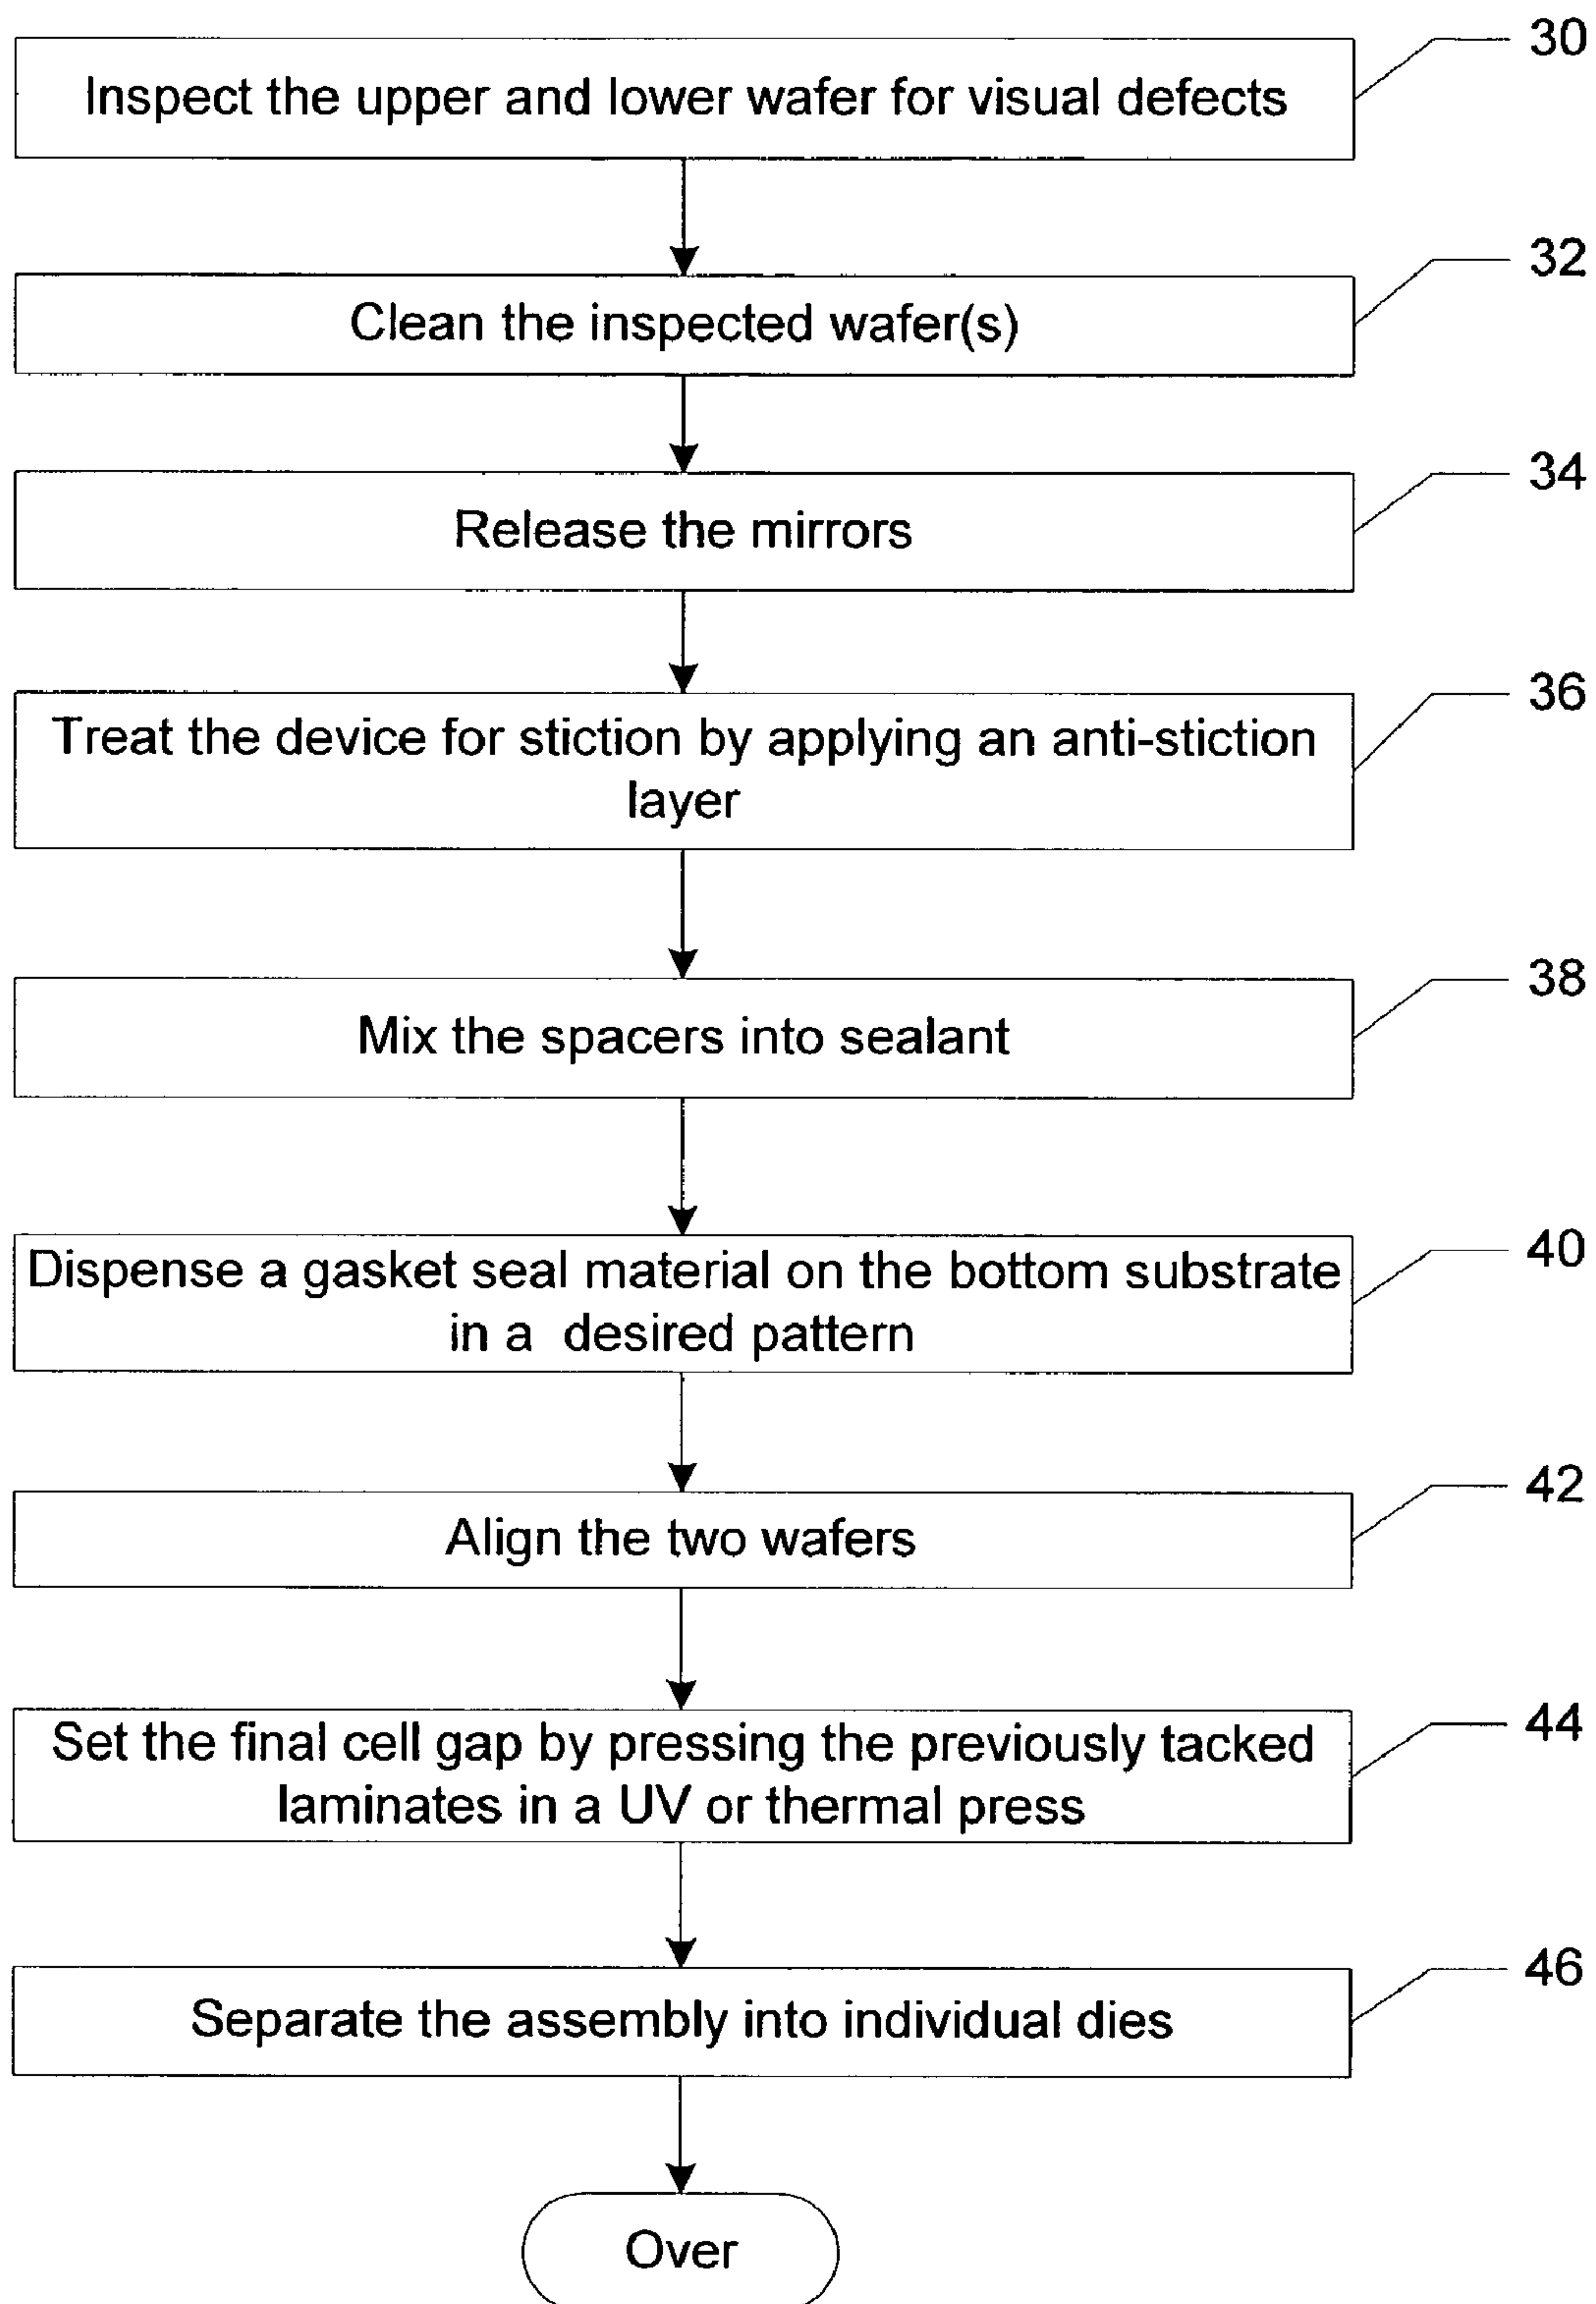 30
Inspect the upper and lower wafer for visual defects
32
Clean the inspected wafer(s)
34
Release the mirrors
36
Treat the device for stiction by applying an anti-stiction
layer
38
Mix the spacers into sealant
40
Dispense a gasket seal material on the bottom substrate
in a desired pattern
42
Align the two wafers
44
Set the final cell gap by pressing the previously tacked
laminates in a UV or thermal press
46
Separate the assembly into individual dies
Over